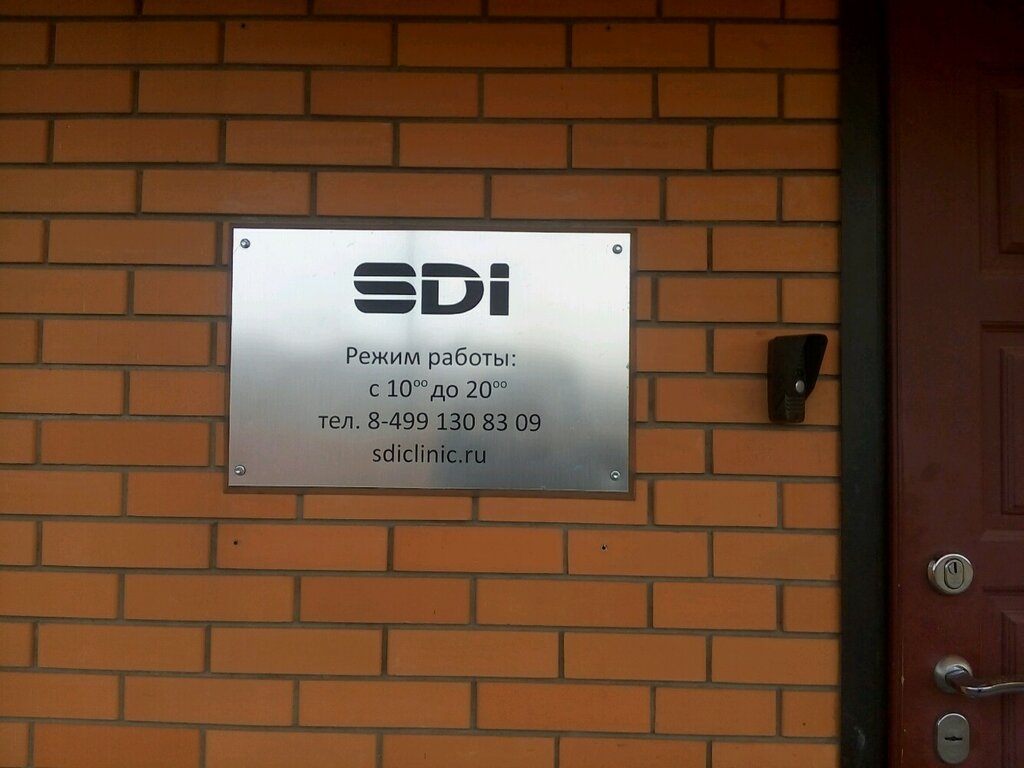 SDI
Режим работы:
с 10⁰⁰ до 20⁰⁰
тел. 8-499 130 83 09
sdiclinic.ru